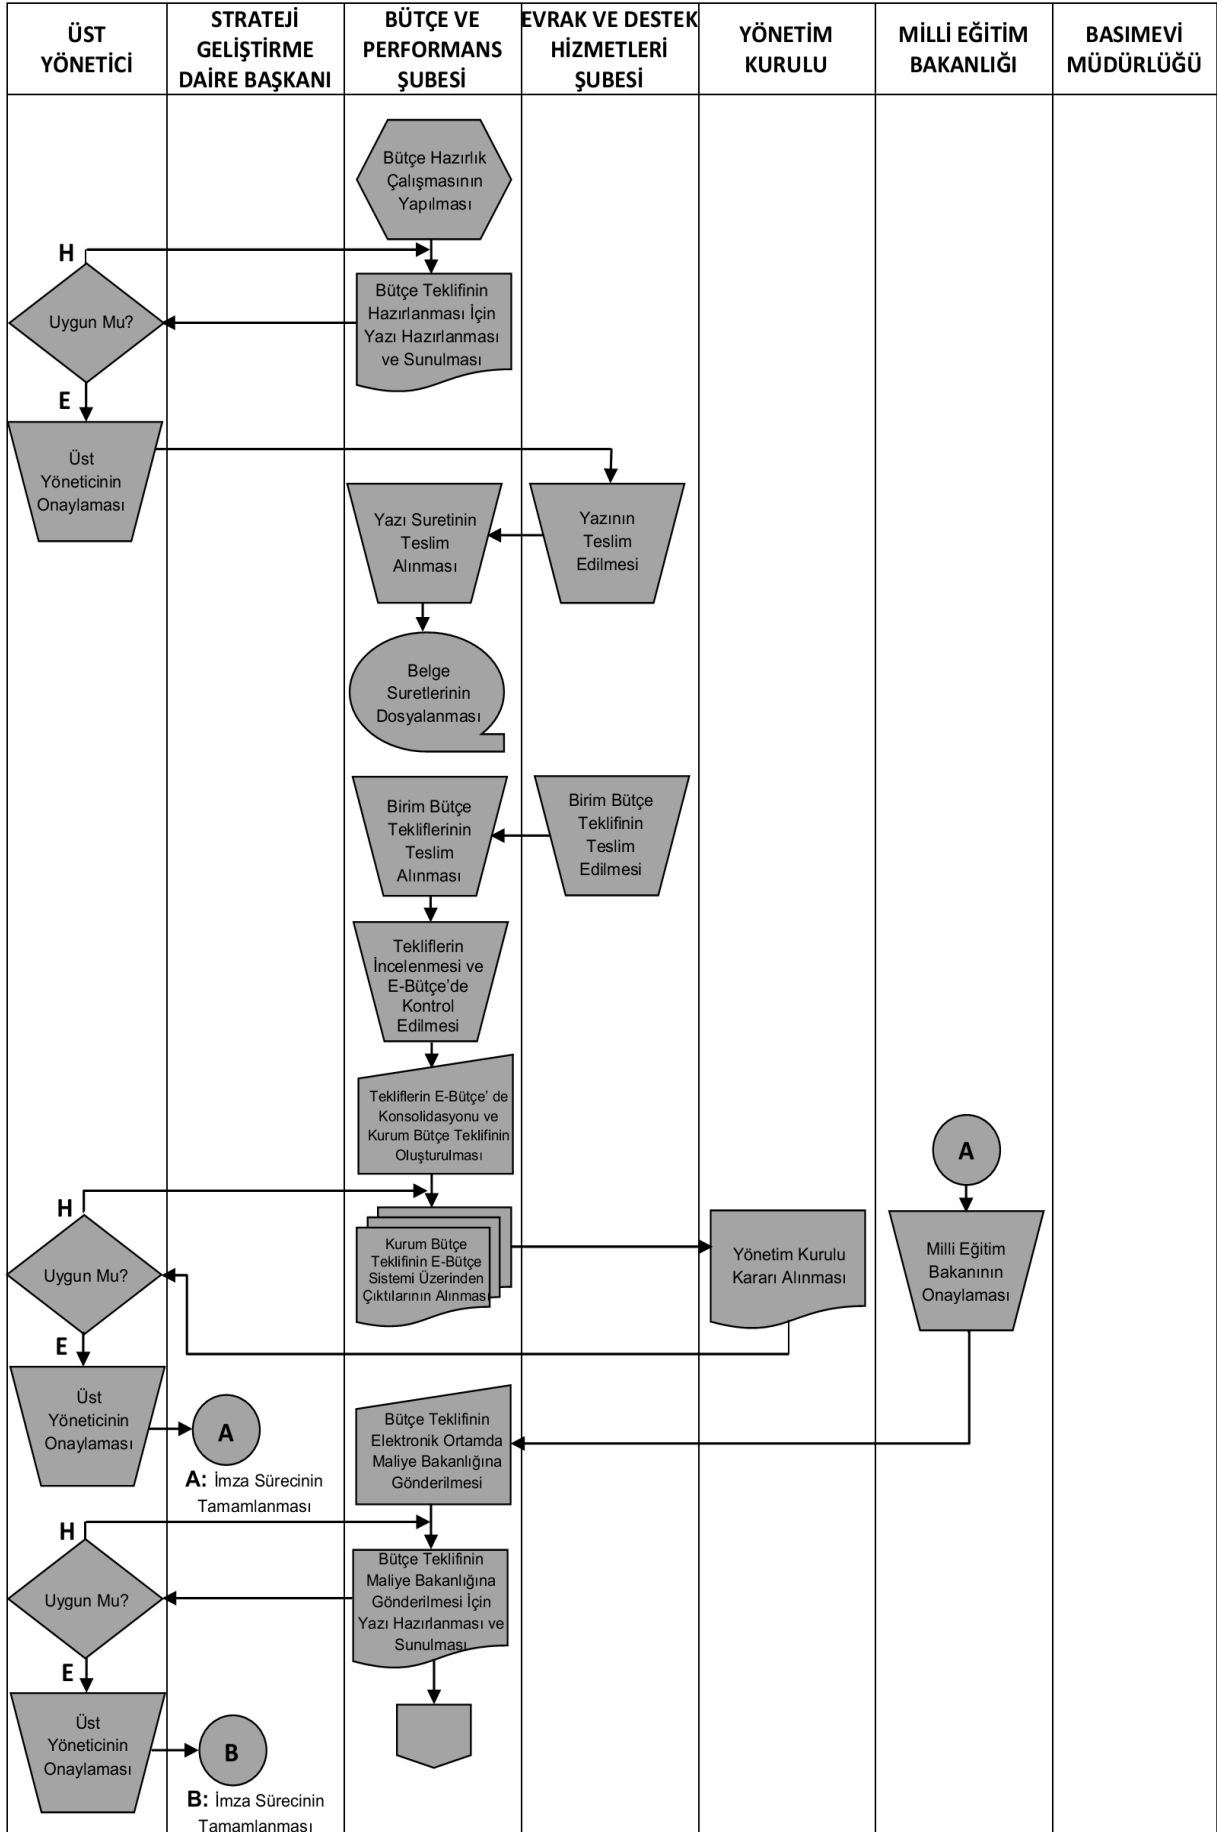 ÜST
YÖNETİCİ
STRATEJİ
GELİŞTİRME
DAİRE BAŞKANI
BÜTÇE VE
PERFORMANS
ŞUBESİ
EVRAK VE DESTEK
HİZMETLERİ
ŞUBESİ
YÖNETİM
KURULU
MİLLİ EĞİTİM
BAKANLIĞI
BASIMEVİ
MÜDÜRLÜĞÜ
Bütçe Hazırlık
Çalışmasının
Yapılması
H
Uygun Mu?
Bütçe Teklifinin
Hazırlanması İçin
Yazı Hazırlanması
ve Sunulması
E
Üst
Yöneticinin
Onaylaması
Yazı Suretinin
Teslim
Alınması
Yazının
Teslim
Edilmesi
Belge
Suretlerinin
Dosyalanması
Birim Bütçe
Tekliflerinin
Teslim
Alınması
Birim Bütçe
Teklifinin
Teslim
Edilmesi
Tekliflerin
İncelenmesi ve
E-Bütçe’de
Kontrol
Edilmesi
Tekliflerin E-Bütçe’ de
Konsolidasyonu ve
Kurum Bütçe Teklifinin
Oluşturulması
A
H
Uygun Mu?
Kurum Bütçe
Teklifinin E-Bütçe
Sistemi Üzerinden
Çıktılarının Alınması
Yönetim Kurulu
Kararı Alınması
Milli Eğitim
Bakanının
Onaylaması
E
Üst
Yöneticinin
Onaylaması
A
A: İmza Sürecinin
Tamamlanması
Bütçe Teklifinin
Elektronik Ortamda
Maliye Bakanlığına
Gönderilmesi
H
Uygun Mu?
Bütçe Teklifinin
Maliye Bakanlığına
Gönderilmesi İçin
Yazı Hazırlanması ve
Sunulması
E
Üst
Yöneticinin
Onaylaması
B
B: İmza Sürecinin
Tamamlanması